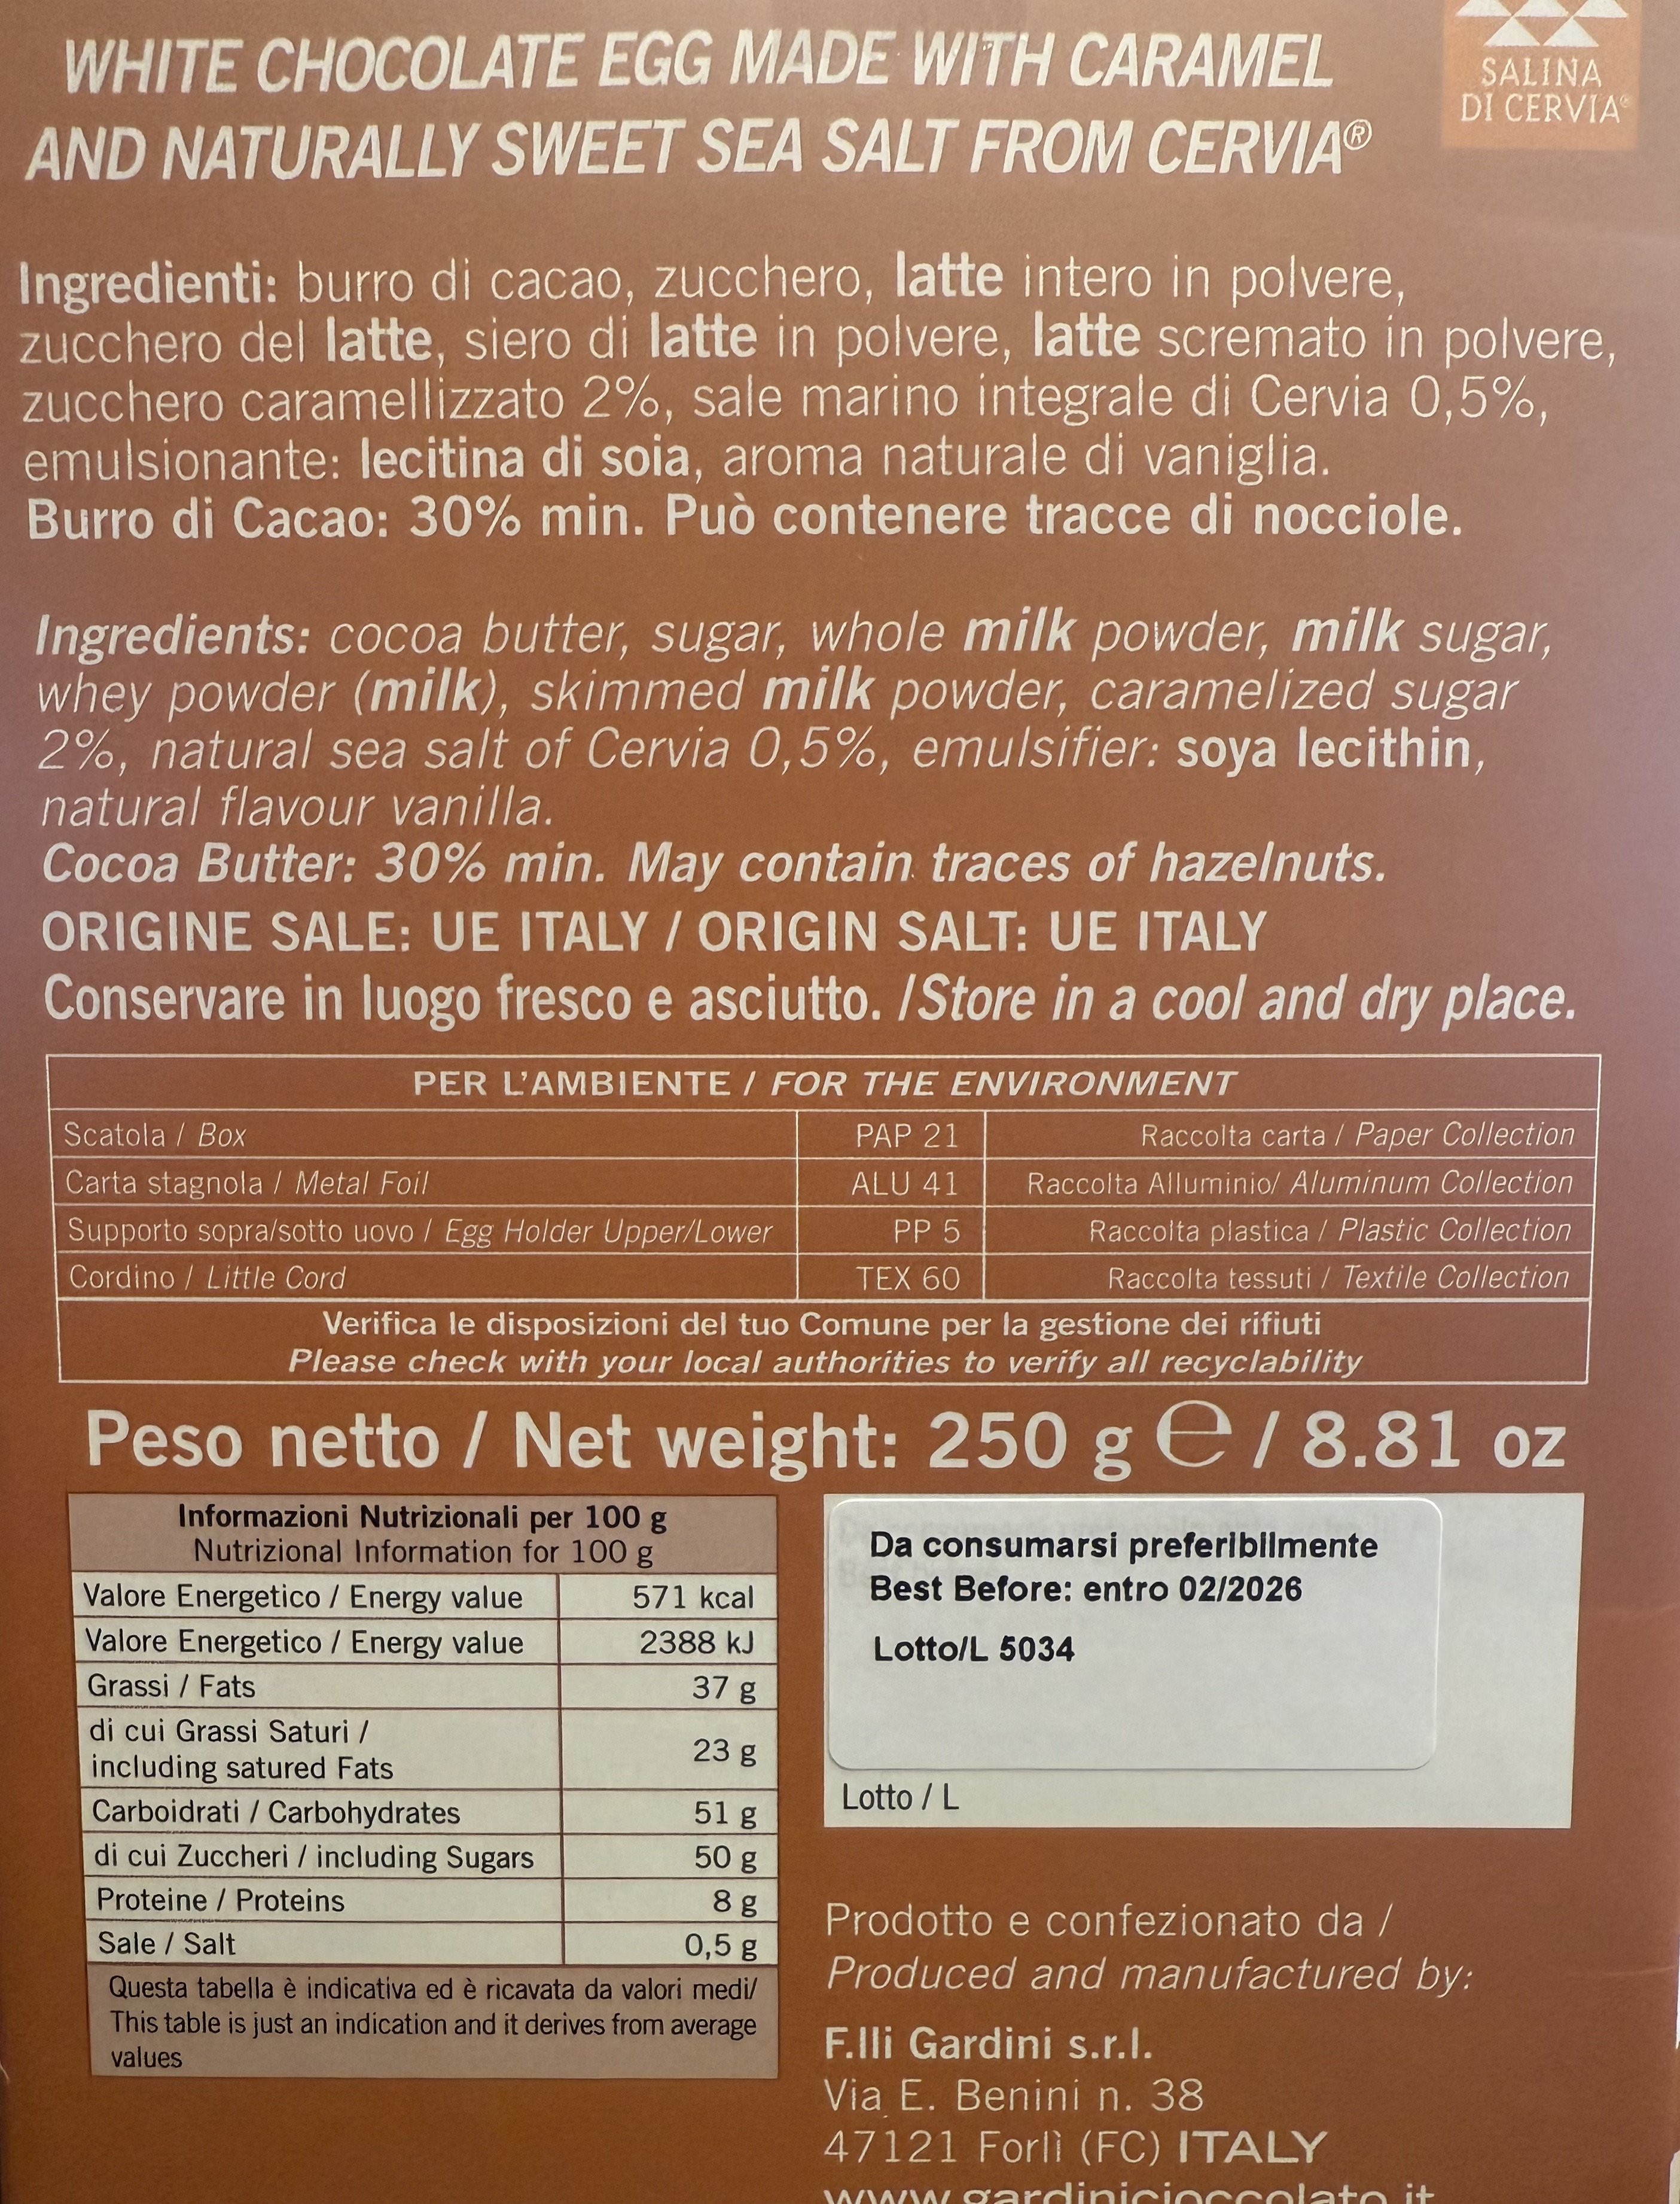 WHITE CHOCOLATE EGG MADE WITH CARAMEL
AND NATURALLY SWEET SEA SALT FROM CERVIA®
SALINA
DI CERVIA®
Ingredienti: burro di cacao, zucchero, latte intero in polvere,
zucchero del latte, siero di latte in polvere, latte scremato in polvere,
zucchero caramellizzato 2%, sale marino integrale di Cervia 0,5%,
emulsionante: lecitina di soia, aroma naturale di vaniglia.
Burro di Cacao: 30% min. Può contenere tracce di nocciole.
Ingredients: cocoa butter, sugar, whole milk powder, milk sugar,
whey powder (milk), skimmed milk powder, caramelized sugar
2%, natural sea salt of Cervia 0,5%, emulsifier: soya lecithin,
natural flavour vanilla.
Cocoa Butter: 30% min. May contain traces of hazelnuts.
ORIGINE SALE: UE ITALY / ORIGIN SALT: UE ITALY
Conservare in luogo fresco e asciutto. /Store in a cool and dry place.
PER L'AMBIENTE / FOR THE ENVIRONMENT
Scatola / Box PAP 21 Raccolta carta / Paper Collection
Carta stagnola / Metal Foil ALU 41 Raccolta Alluminio/ Aluminum Collection
Supporto sopra/sotto uovo / Egg Holder Upper/Lower PP 5 Raccolta plastica / Plastic Collection
Cordino / Little Cord TEX 60 Raccolta tessuti / Textile Collection
Verifica le disposizioni del tuo Comune per la gestione dei rifiuti
Please check with your local authorities to verify all recyclability
Peso netto / Net weight: 250 g ℮ / 8.81 oz
Informazioni Nutrizionali per 100 g
Nutrizional Information for 100 g
Valore Energetico / Energy value 571 kcal
Valore Energetico / Energy value 2388 kJ
Grassi / Fats 37 g
di cui Grassi Saturi /
including satured Fats 23 g
Carboidrati / Carbohydrates 51 g
di cui Zuccheri / including Sugars 50 g
Proteine / Proteins 8 g
Sale / Salt 0,5 g
Questa tabella è indicativa ed è ricavata da valori medi/
This table is just an indication and it derives from average
values
Da consumarsi preferibilmente
Best Before: entro 02/2026
Lotto/L 5034
Lotto / L
Prodotto e confezionato da /
Produced and manufactured by:
F.lli Gardini s.r.l.
Via E. Benini n. 38
47121 Forlì (FC) ITALY
www.gardinicioccolato.it